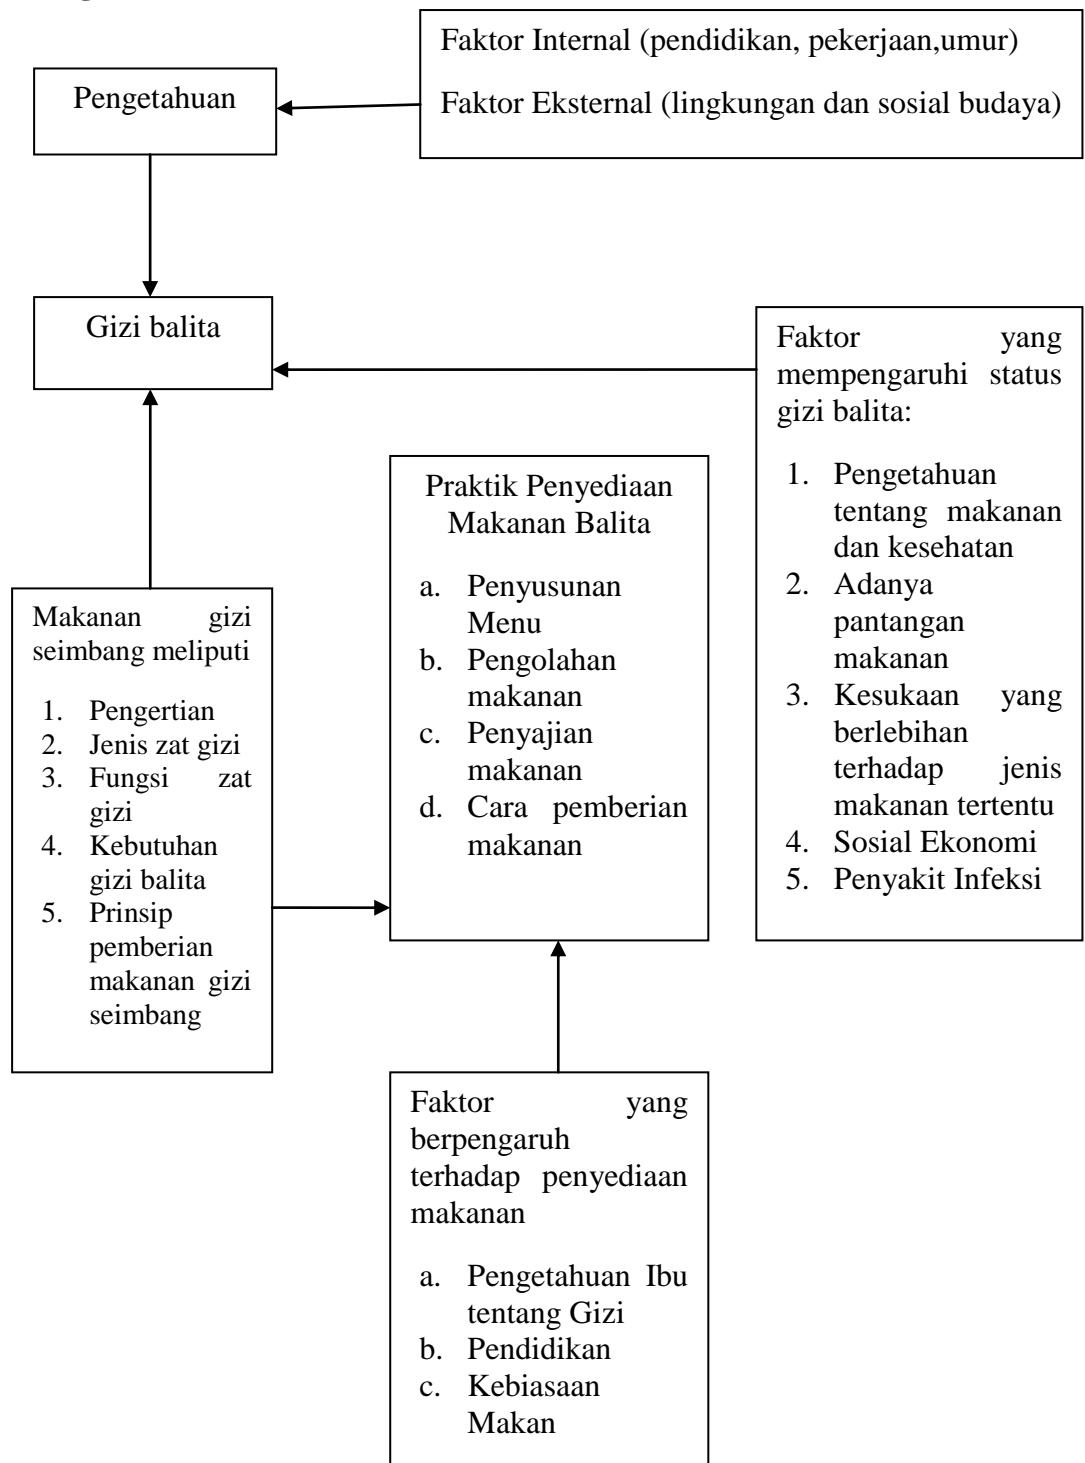 Faktor Internal (pendidikan, pekerjaan,umur)
Faktor Eksternal (lingkungan dan sosial budaya)
Pengetahuan
Gizi balita
Faktor yang
mempengaruhi status
gizi balita:
1. Pengetahuan
tentang makanan
dan kesehatan
2. Adanya
pantangan
makanan
3. Kesukaan yang
berlebihan
terhadap jenis
makanan tertentu
4. Sosial Ekonomi
5. Penyakit Infeksi
Praktik Penyediaan
Makanan Balita
a. Penyusunan
Menu
b. Pengolahan
makanan
c. Penyajian
makanan
d. Cara pemberian
makanan
Makanan gizi
seimbang meliputi
1. Pengertian
2. Jenis zat gizi
3. Fungsi zat
gizi
4. Kebutuhan
gizi balita
5. Prinsip
pemberian
makanan gizi
seimbang
Faktor yang
berpengaruh
terhadap penyediaan
makanan
a. Pengetahuan Ibu
tentang Gizi
b. Pendidikan
c. Kebiasaan
Makan